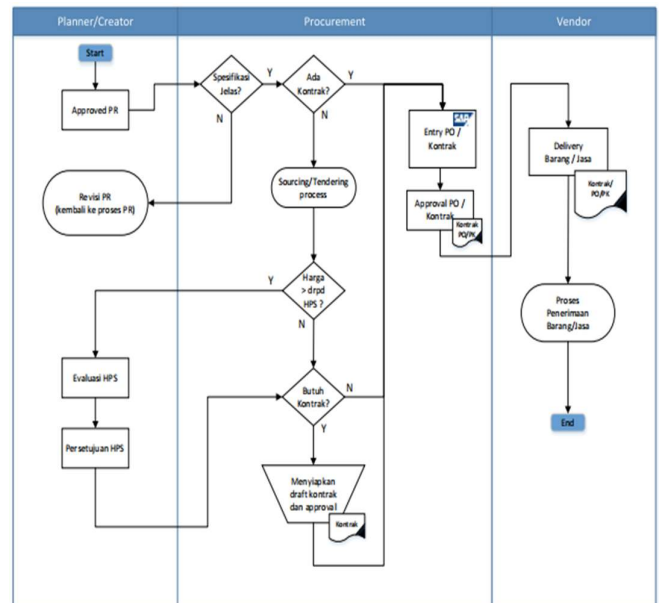 Planner/Creator
Procurement
Vendor
Start
Approved PR
Spesifikasi
Jelas?
Y
N
Ada
Kontrak?
Y
N
SAP
Entry PO /
Kontrak
Approval PO /
Kontrak
Kontrak
PO/PK
Delivery
Barang / Jasa
Kontrak/
PO/PK
Revisi PR
(kembali ke proses PR)
Sourcing/Tendering
process
Harga
> drpd
HPS ?
Y
N
Proses
Penerimaan
Barang/Jasa
Evaluasi HPS
Persetujuan HPS
Butuh
Kontrak?
N
Y
End
Menyiapkan
draft kontrak
dan approval
Kontrak